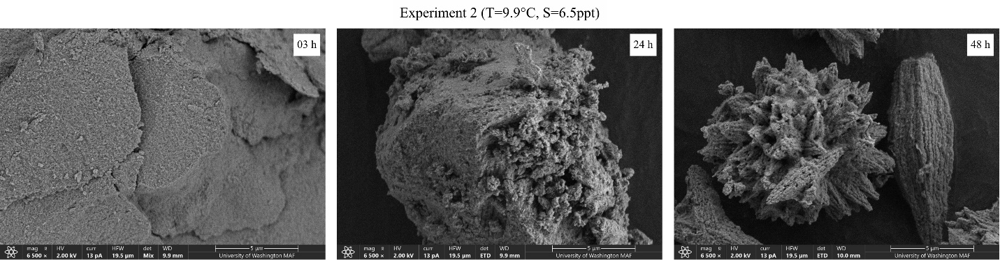 Experiment 2 (T=9.9°C, S=6.5ppt)
03 h
24 h
48 h
mag HV curr HFW det WD 5 µm
6 500 × 2.00 kV 13 pA 19.5 µm Mix 9.9 mm University of Washington MAF
mag HV curr HFW det WD 5 µm
6 500 × 2.00 kV 13 pA 19.5 µm ETD 9.9 mm University of Washington MAF
mag HV curr HFW det WD 5 µm
6 500 × 2.00 kV 13 pA 19.5 µm ETD 10.0 mm University of Washington MAF